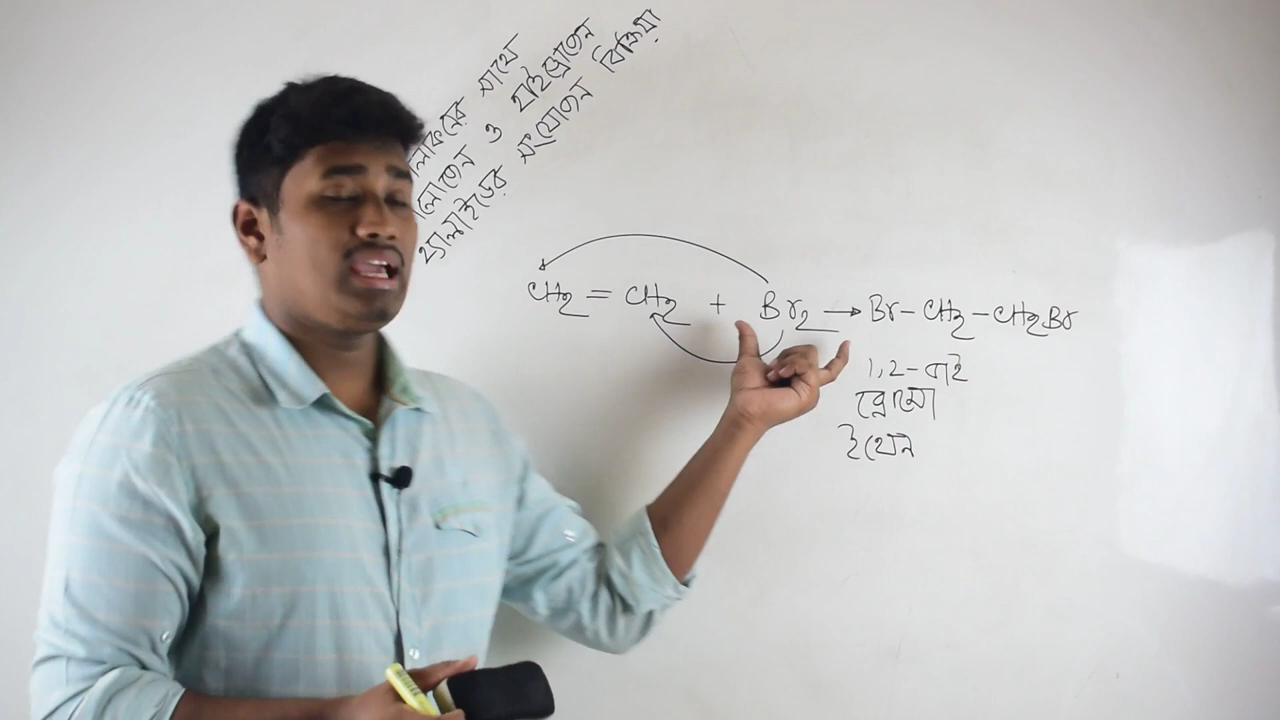 লকেনের সাথে
লোজেন ও হাইড্রোজেন
হ্যালাইডের সংযোজন বিক্রিয়া
CH₂ = CH₂ + Br₂ → Br – CH₂ – CH₂Br
1,2 – ডাই
ব্রোমো
ইথেন